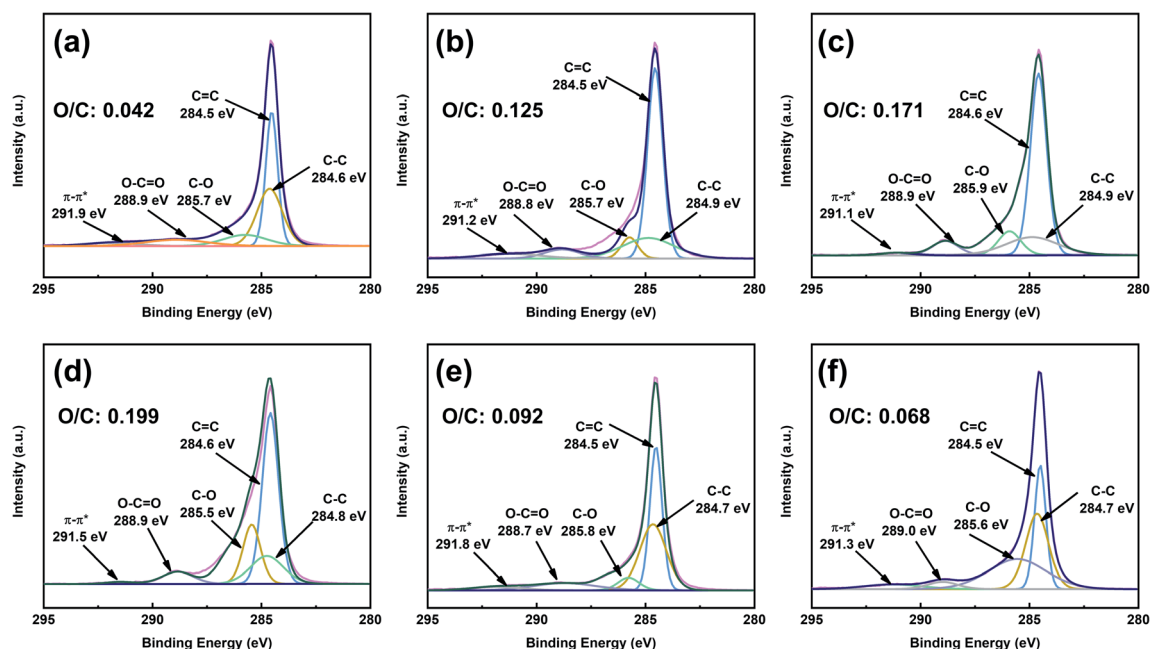 (a)
O/C: 0.042
C=C
284.5 eV
C-C
284.6 eV
O-C=O
288.9 eV
C-O
285.7 eV
π-π*
291.9 eV
Intensity (a.u.)
295 290 285 280
Binding Energy (eV)
(b)
O/C: 0.125
C=C
284.5 eV
C-C
284.9 eV
O-C=O
288.8 eV
C-O
285.7 eV
π-π*
291.2 eV
Intensity (a.u.)
295 290 285 280
Binding Energy (eV)
(c)
O/C: 0.171
C=C
284.6 eV
C-C
284.9 eV
O-C=O
288.9 eV
C-O
285.9 eV
π-π*
291.1 eV
Intensity (a.u.)
295 290 285 280
Binding Energy (eV)
(d)
O/C: 0.199
C=C
284.6 eV
C-C
284.8 eV
O-C=O
288.9 eV
C-O
285.5 eV
π-π*
291.5 eV
Intensity (a.u.)
295 290 285 280
Binding Energy (eV)
(e)
O/C: 0.092
C=C
284.5 eV
C-C
284.7 eV
O-C=O
288.7 eV
C-O
285.8 eV
π-π*
291.8 eV
Intensity (a.u.)
295 290 285 280
Binding Energy (eV)
(f)
O/C: 0.068
C=C
284.5 eV
C-C
284.7 eV
O-C=O
289.0 eV
C-O
285.6 eV
π-π*
291.3 eV
Intensity (a.u.)
295 290 285 280
Binding Energy (eV)